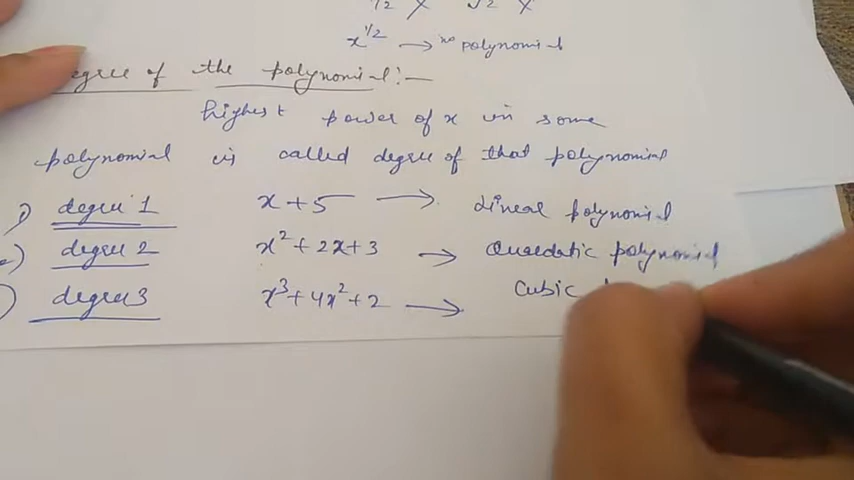 x^1/2 → no polynomial
egree of the polynomial:—
highest power of x in some
polynomial is called degree of that polynomial
degree 1 x + 5 → Linear polynomial
degree 2 x² + 2x + 3 → Quadratic polynomial
degree 3 x³ + 4x² + 2 → Cubic